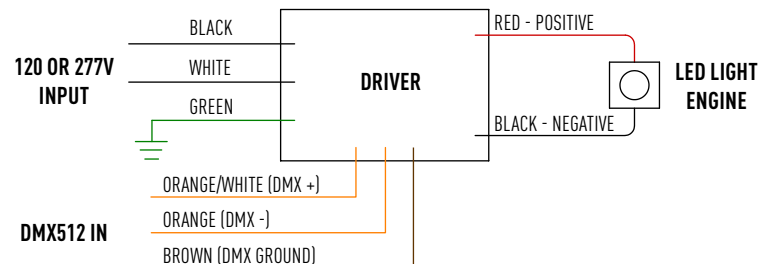 BLACK
RED - POSITIVE
120 OR 277V
INPUT
WHITE
DRIVER
LED LIGHT
ENGINE
GREEN
BLACK - NEGATIVE
ORANGE/WHITE (DMX +)
DMX512 IN
ORANGE (DMX -)
BROWN (DMX GROUND)